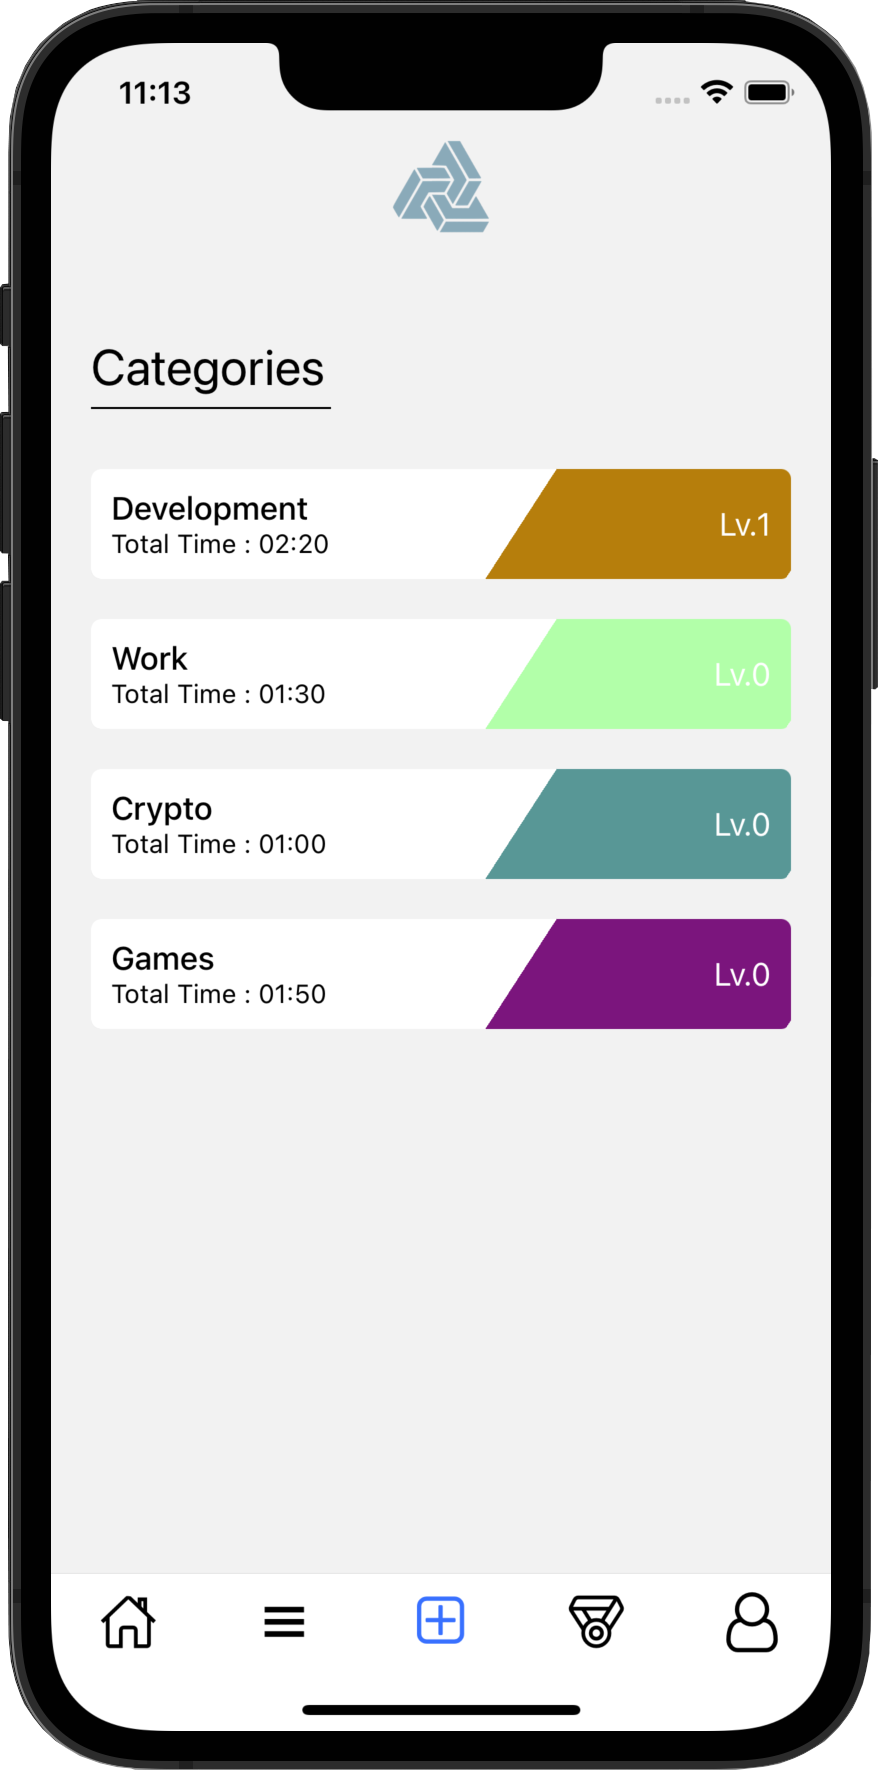 11:13
Categories
Development
Total Time : 02:20
Lv.1
Work
Total Time : 01:30
Lv.0
Crypto
Total Time : 01:00
Lv.0
Games
Total Time : 01:50
Lv.0